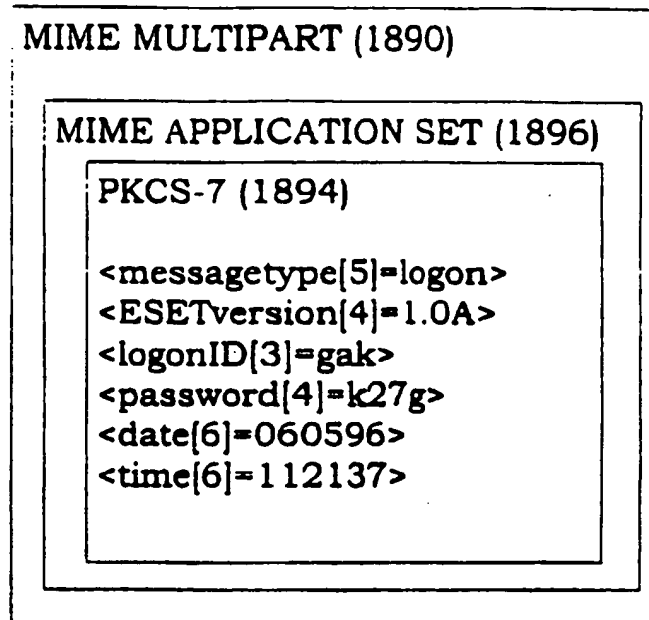 MIME MULTIPART (1890)
MIME APPLICATION SET (1896)
PKCS-7 (1894)
<messagetype[5]=logon>
<ESETversion[4]=1.0A>
<logonID[3]=gak>
<password[4]=k27g>
<date[6]=060596>
<time[6]=112137>